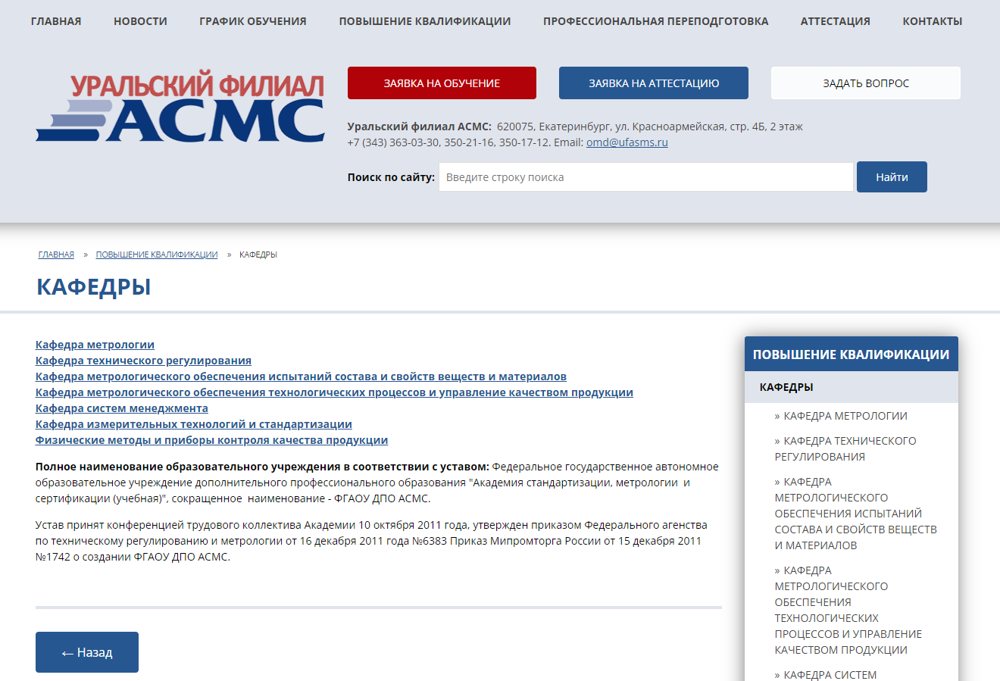 ГЛАВНАЯ НОВОСТИ ГРАФИК ОБУЧЕНИЯ ПОВЫШЕНИЕ КВАЛИФИКАЦИИ ПРОФЕССИОНАЛЬНАЯ ПЕРЕПОДГОТОВКА АТТЕСТАЦИЯ КОНТАКТЫ
УРАЛЬСКИЙ ФИЛИАЛ
АСМС
ЗАЯВКА НА ОБУЧЕНИЕ ЗАЯВКА НА АТТЕСТАЦИЮ ЗАДАТЬ ВОПРОС
Уральский филиал АСМС: 620075, Екатеринбург, ул. Красноармейская, стр. 4Б, 2 этаж
+7 (343) 363-03-30, 350-21-16, 350-17-12. Email: omd@ufasms.ru
Поиск по сайту: Введите строку поиска Найти
ГЛАВНАЯ » ПОВЫШЕНИЕ КВАЛИФИКАЦИИ » КАФЕДРЫ
КАФЕДРЫ
Кафедра метрологии
Кафедра технического регулирования
Кафедра метрологического обеспечения испытаний состава и свойств веществ и материалов
Кафедра метрологического обеспечения технологических процессов и управление качеством продукции
Кафедра систем менеджмента
Кафедра измерительных технологий и стандартизации
Физические методы и приборы контроля качества продукции
Полное наименование образовательного учреждения в соответствии с уставом: Федеральное государственное автономное
образовательное учреждение дополнительного профессионального образования "Академия стандартизации, метрологии и
сертификации (учебная)", сокращенное наименование - ФГАОУ ДПО АСМС.
Устав принят конференцией трудового коллектива Академии 10 октября 2011 года, утвержден приказом Федерального агенства
по техническому регулированию и метрологии от 16 декабря 2011 года №6383 Приказ Мипромторга России от 15 декабря 2011
№1742 о создании ФГАОУ ДПО АСМС.
← Назад
ПОВЫШЕНИЕ КВАЛИФИКАЦИИ
КАФЕДРЫ
» КАФЕДРА МЕТРОЛОГИИ
» КАФЕДРА ТЕХНИЧЕСКОГО
РЕГУЛИРОВАНИЯ
» КАФЕДРА
МЕТРОЛОГИЧЕСКОГО
ОБЕСПЕЧЕНИЯ ИСПЫТАНИЙ
СОСТАВА И СВОЙСТВ ВЕЩЕСТВ
И МАТЕРИАЛОВ
» КАФЕДРА
МЕТРОЛОГИЧЕСКОГО
ОБЕСПЕЧЕНИЯ
ТЕХНОЛОГИЧЕСКИХ
ПРОЦЕССОВ И УПРАВЛЕНИЕ
КАЧЕСТВОМ ПРОДУКЦИИ
» КАФЕДРА СИСТЕМ